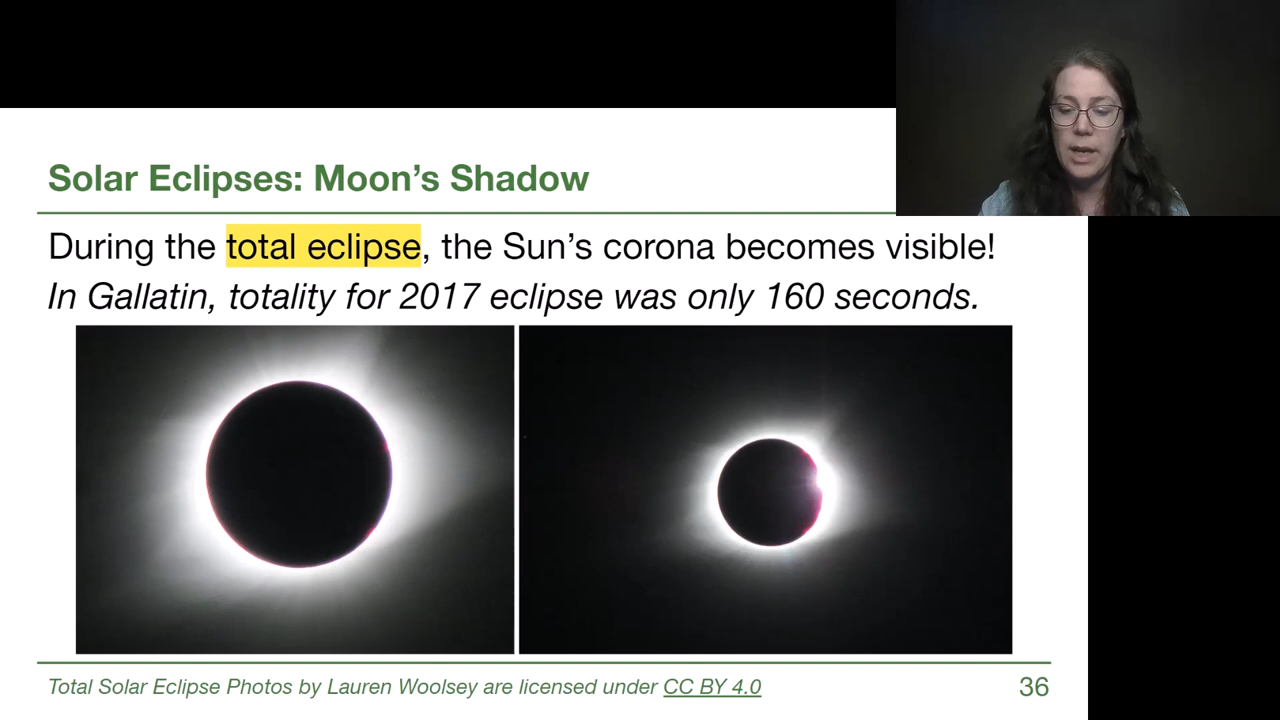 Solar Eclipses: Moon’s Shadow
During the total eclipse, the Sun’s corona becomes visible!
In Gallatin, totality for 2017 eclipse was only 160 seconds.
Total Solar Eclipse Photos by Lauren Woolsey are licensed under CC BY 4.0
36